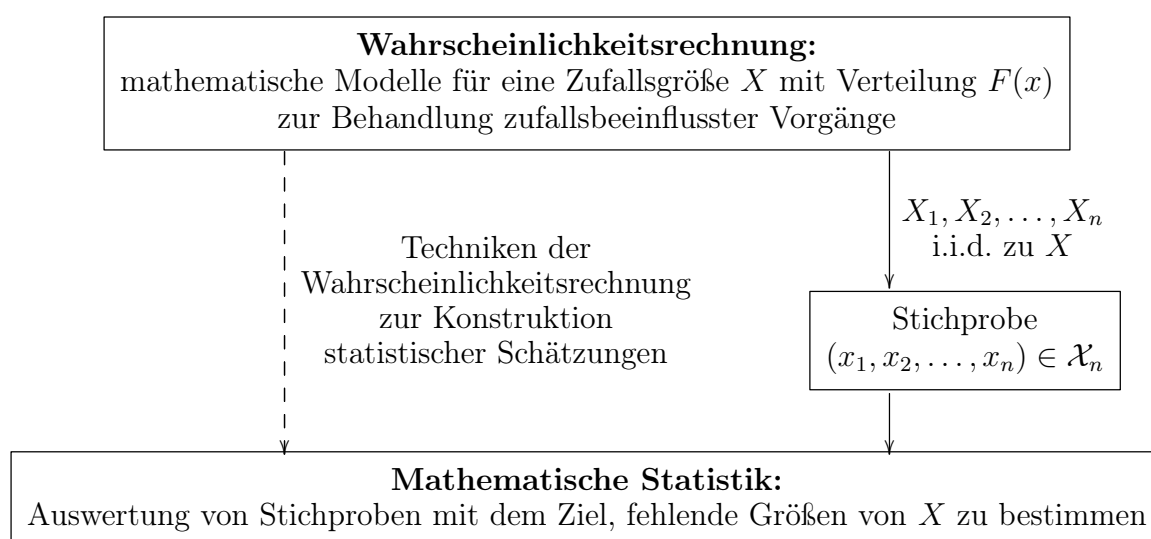 Wahrscheinlichkeitsrechnung:
mathematische Modelle für eine Zufallsgröße X mit Verteilung F(x)
zur Behandlung zufallsbeeinflusster Vorgänge
X₁, X₂, . . . , Xₙ
i.i.d. zu X
Techniken der
Wahrscheinlichkeitsrechnung
zur Konstruktion
statistischer Schätzungen
Stichprobe
(x₁, x₂, . . . , xₙ) ∈ 𝒳ₙ
Mathematische Statistik:
Auswertung von Stichproben mit dem Ziel, fehlende Größen von X zu bestimmen